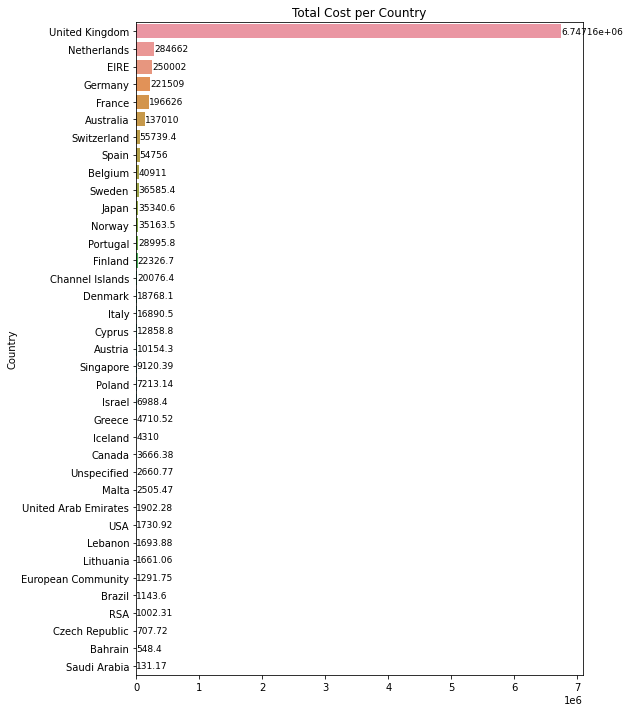 Total Cost per Country
United Kingdom 6.74716e+06
Netherlands 284662
EIRE 250002
Germany 221509
France 196626
Australia 137010
Switzerland 55739.4
Spain 54756
Belgium 40911
Sweden 36585.4
Japan 35340.6
Norway 35163.5
Portugal 28995.8
Finland 22326.7
Channel Islands 20076.4
Denmark 18768.1
Italy 16890.5
Cyprus 12858.8
Austria 10154.3
Singapore 9120.39
Poland 7213.14
Israel 6988.4
Greece 4710.52
Iceland 4310
Canada 3666.38
Unspecified 2660.77
Malta 2505.47
United Arab Emirates 1902.28
USA 1730.92
Lebanon 1693.88
Lithuania 1661.06
European Community 1291.75
Brazil 1143.6
RSA 1002.31
Czech Republic 707.72
Bahrain 548.4
Saudi Arabia 131.17
Country
0 1 2 3 4 5 6 7
1e6